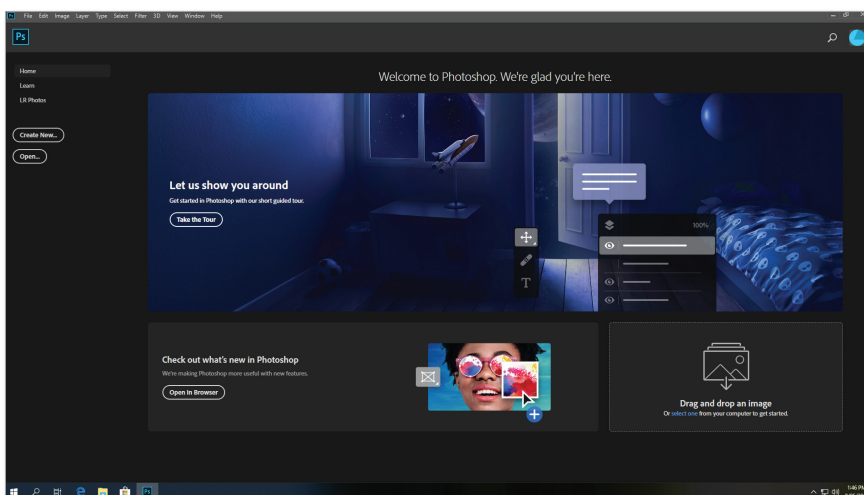 Ps File Edit Image Layer Type Select Filter 3D View Window Help
Ps
Home
Learn
LR Photos
Create New...
Open...
Welcome to Photoshop. We're glad you're here.
Let us show you around
Get started in Photoshop with our short guided tour.
Take the Tour
100%
T
Check out what's new in Photoshop
We're making Photoshop more useful with new features.
Open in Browser
Drag and drop an image
Or select one from your computer to get started.
Ps
1:46 PM